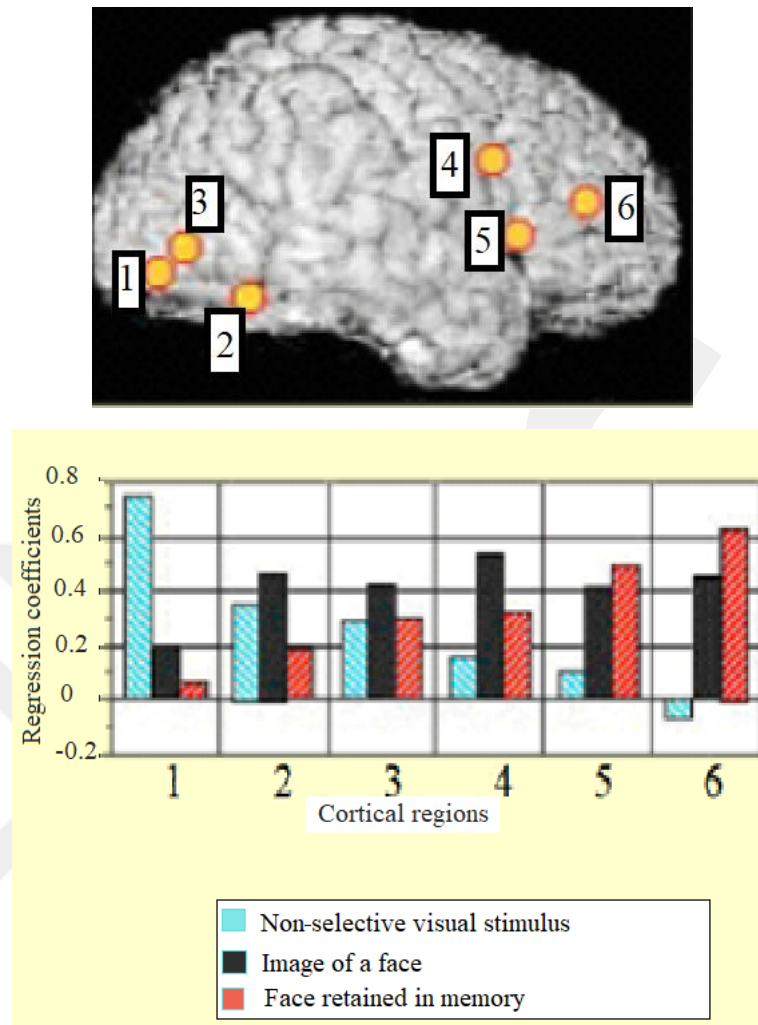 4
3
6
5
1
2
0.8
0.6
0.4
0.2
0
-0.2
Regression coefficients
1 2 3 4 5 6
Cortical regions
Non-selective visual stimulus
Image of a face
Face retained in memory